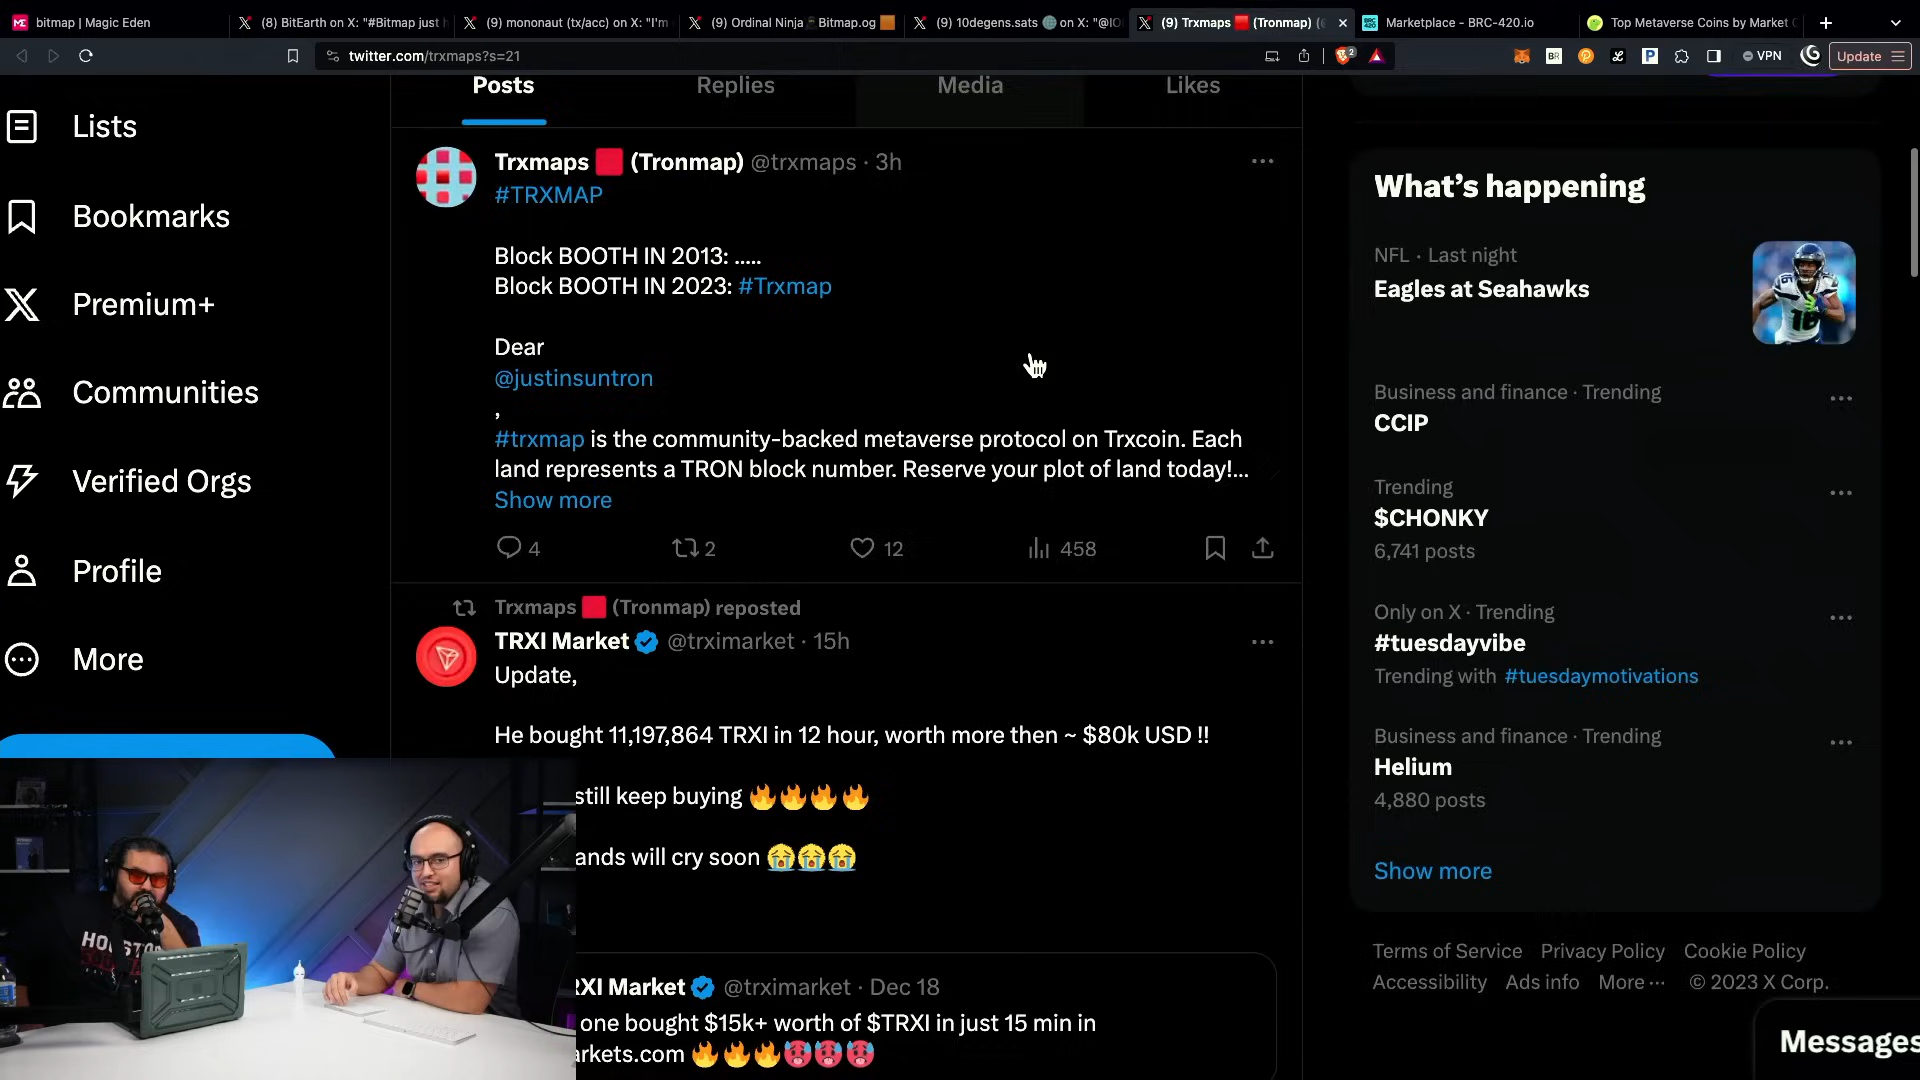 bitmap | Magic Eden
(8) BitEarth on X: "#Bitmap just h
(9) mononaut (tx/acc) on X: "I'm
(9) Ordinal Ninja Bitmap.og 🟧
(9) 10degens.sats 🌐 on X: "@IO
(9) Trxmaps 🟥 (Tronmap) (
Marketplace - BRC-420.io
Top Metaverse Coins by Market C
twitter.com/trxmaps?s=21
VPN
Update
Lists
Bookmarks
Premium+
Communities
Verified Orgs
Profile
More
Posts
Replies
Media
Likes
Trxmaps 🟥 (Tronmap) @trxmaps · 3h
#TRXMAP
Block BOOTH IN 2013: .....
Block BOOTH IN 2023: #Trxmap
Dear
@justinsuntron
,
#trxmap is the community-backed metaverse protocol on Trxcoin. Each
land represents a TRON block number. Reserve your plot of land today!...
Show more
4
2
12
458
Trxmaps 🟥 (Tronmap) reposted
TRXI Market @trximarket · 15h
Update,
He bought 11,197,864 TRXI in 12 hour, worth more then ~ $80k USD !!
still keep buying 🔥🔥🔥🔥
ands will cry soon 😭😭😭
XI Market @trximarket · Dec 18
one bought $15k+ worth of $TRXI in just 15 min in
arkets.com 🔥🔥🔥🥵🥵🥵
What's happening
NFL · Last night
Eagles at Seahawks
Business and finance · Trending
CCIP
Trending
$CHONKY
6,741 posts
Only on X · Trending
#tuesdayvibe
Trending with #tuesdaymotivations
Business and finance · Trending
Helium
4,880 posts
Show more
Terms of Service Privacy Policy Cookie Policy
Accessibility Ads info More ··· © 2023 X Corp.
Messages